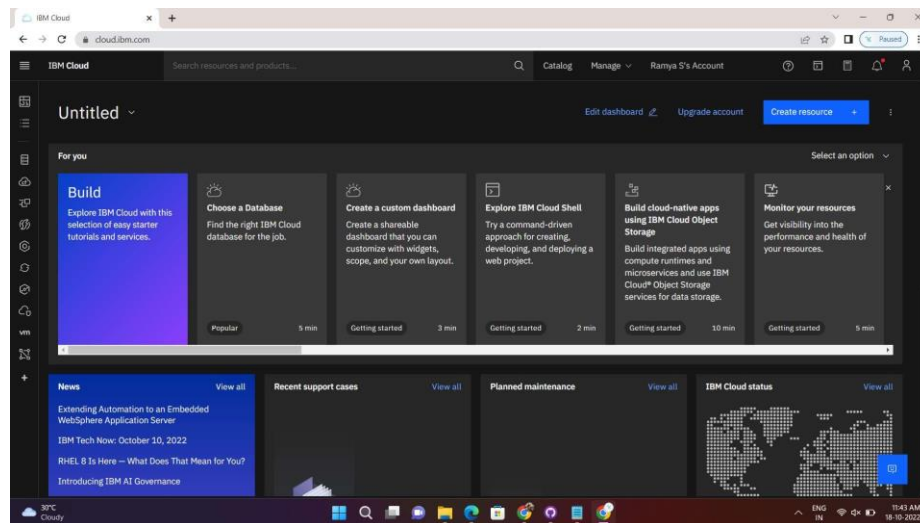 IBM Cloud
cloud.ibm.com
Paused
IBM Cloud
Search resources and products...
Catalog
Manage
Ramya S's Account
Untitled
Edit dashboard
Upgrade account
Create resource +
For you
Select an option
Build
Explore IBM Cloud with this
selection of easy starter
tutorials and services.
Choose a Database
Find the right IBM Cloud
database for the job.
Popular
5 min
Create a custom dashboard
Create a shareable
dashboard that you can
customize with widgets,
scope, and your own layout.
Getting started
3 min
Explore IBM Cloud Shell
Try a command-driven
approach for creating,
developing, and deploying a
web project.
Getting started
2 min
Build cloud-native apps
using IBM Cloud Object
Storage
Build integrated apps using
compute runtimes and
microservices and use IBM
Cloud® Object Storage
services for data storage.
Getting started
10 min
Monitor your resources
Get visibility into the
performance and health of
your resources.
Getting started
5 min
vm
News
View all
Extending Automation to an Embedded
WebSphere Application Server
IBM Tech Now: October 10, 2022
RHEL 8 Is Here — What Does That Mean for You?
Introducing IBM AI Governance
Recent support cases
View all
Planned maintenance
View all
IBM Cloud status
View all
30°C
Cloudy
ENG
IN
11:43 AM
18-10-2022